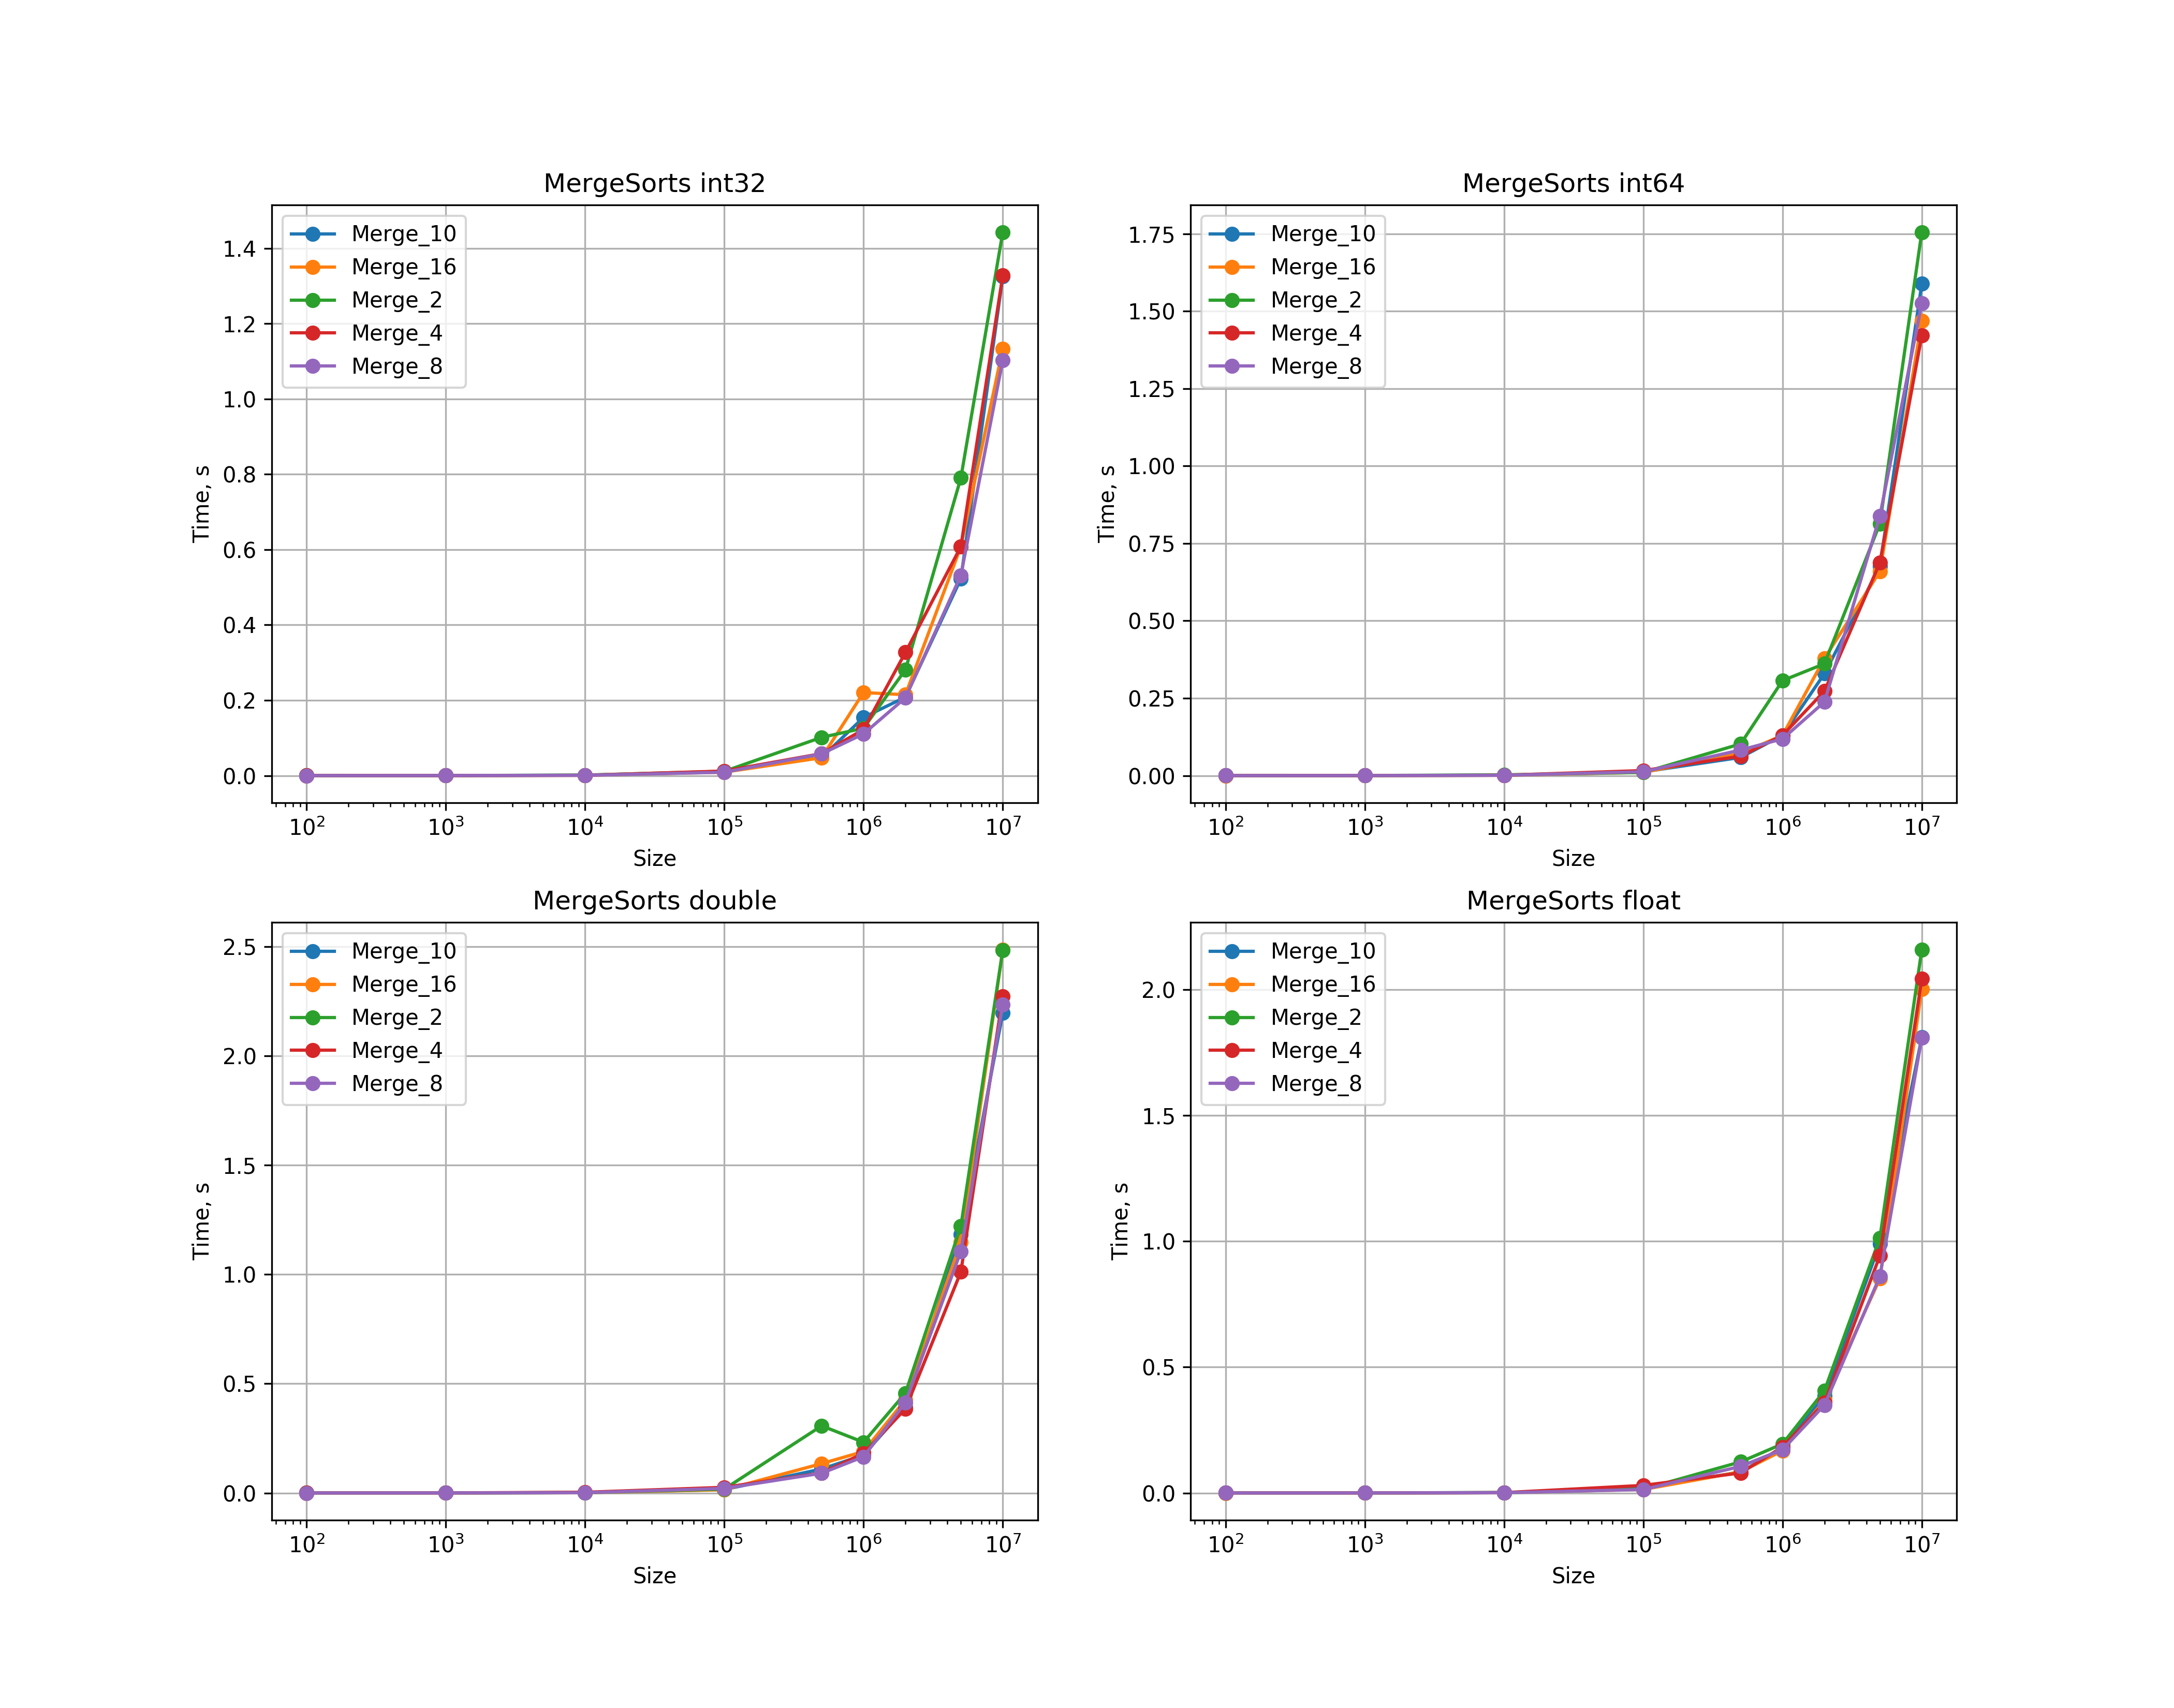 MergeSorts int32
Merge_10
Merge_16
Merge_2
Merge_4
Merge_8
1.4
1.2
1.0
0.8
0.6
0.4
0.2
0.0
Time, s
10² 10³ 10⁴ 10⁵ 10⁶ 10⁷
Size
MergeSorts int64
Merge_10
Merge_16
Merge_2
Merge_4
Merge_8
1.75
1.50
1.25
1.00
0.75
0.50
0.25
0.00
Time, s
10² 10³ 10⁴ 10⁵ 10⁶ 10⁷
Size
MergeSorts double
Merge_10
Merge_16
Merge_2
Merge_4
Merge_8
2.5
2.0
1.5
1.0
0.5
0.0
Time, s
10² 10³ 10⁴ 10⁵ 10⁶ 10⁷
Size
MergeSorts float
Merge_10
Merge_16
Merge_2
Merge_4
Merge_8
2.0
1.5
1.0
0.5
0.0
Time, s
10² 10³ 10⁴ 10⁵ 10⁶ 10⁷
Size